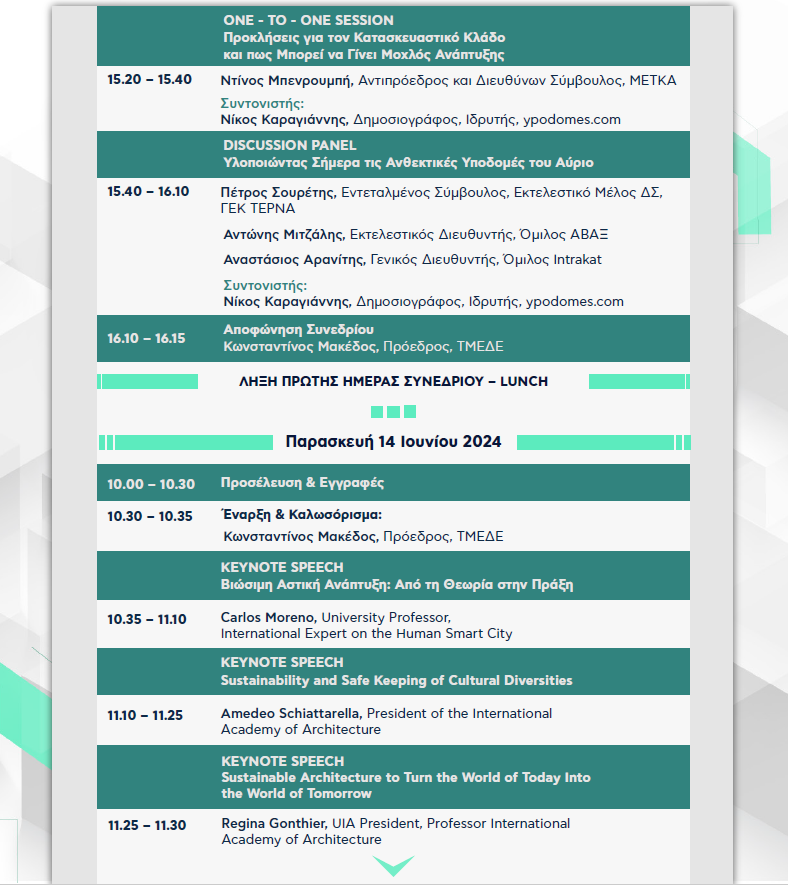 ONE - TO - ONE SESSION
Προκλήσεις για τον Κατασκευαστικό Κλάδο
και πως Μπορεί να Γίνει Μοχλός Ανάπτυξης
15.20 – 15.40
Ντίνος Μπενρουμπή, Αντιπρόεδρος και Διευθύνων Σύμβουλος, ΜΕΤΚΑ
Συντονιστής:
Νίκος Καραγιάννης, Δημοσιογράφος, Ιδρυτής, ypodomes.com
DISCUSSION PANEL
Υλοποιώντας Σήμερα τις Ανθεκτικές Υποδομές του Αύριο
15.40 – 16.10
Πέτρος Σουρέτης, Εντεταλμένος Σύμβουλος, Εκτελεστικό Μέλος ΔΣ,
ΓΕΚ ΤΕΡΝΑ
Αντώνης Μιτζάλης, Εκτελεστικός Διευθυντής, Όμιλος ΑΒΑΞ
Αναστάσιος Αρανίτης, Γενικός Διευθυντής, Όμιλος Intrakat
Συντονιστής:
Νίκος Καραγιάννης, Δημοσιογράφος, Ιδρυτής, ypodomes.com
16.10 – 16.15
Αποφώνηση Συνεδρίου
Κωνσταντίνος Μακέδος, Πρόεδρος, ΤΜΕΔΕ
ΛΗΞΗ ΠΡΩΤΗΣ ΗΜΕΡΑΣ ΣΥΝΕΔΡΙΟΥ – LUNCH
Παρασκευή 14 Ιουνίου 2024
10.00 – 10.30
Προσέλευση & Εγγραφές
10.30 – 10.35
Έναρξη & Καλωσόρισμα:
Κωνσταντίνος Μακέδος, Πρόεδρος, ΤΜΕΔΕ
KEYNOTE SPEECH
Βιώσιμη Αστική Ανάπτυξη: Από τη Θεωρία στην Πράξη
10.35 – 11.10
Carlos Moreno, University Professor,
International Expert on the Human Smart City
KEYNOTE SPEECH
Sustainability and Safe Keeping of Cultural Diversities
11.10 – 11.25
Amedeo Schiattarella, President of the International
Academy of Architecture
KEYNOTE SPEECH
Sustainable Architecture to Turn the World of Today Into
the World of Tomorrow
11.25 – 11.30
Regina Gonthier, UIA President, Professor International
Academy of Architecture